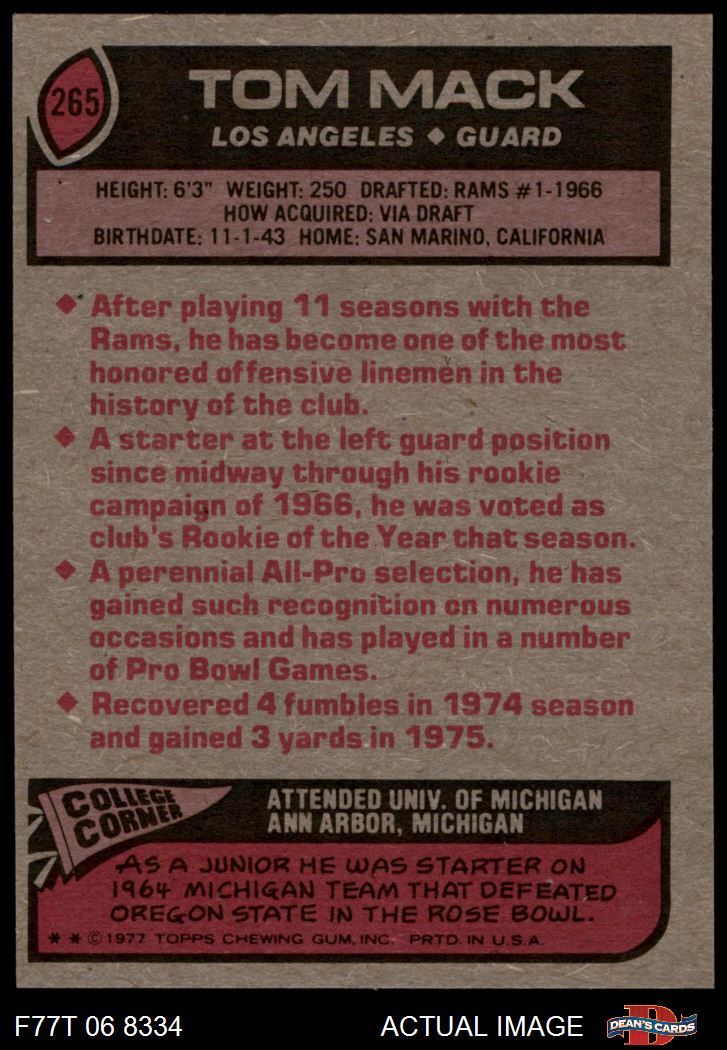 265
TOM MACK
LOS ANGELES ◆ GUARD
HEIGHT: 6'3" WEIGHT: 250 DRAFTED: RAMS #1-1966
HOW ACQUIRED: VIA DRAFT
BIRTHDATE: 11-1-43 HOME: SAN MARINO, CALIFORNIA
◆ After playing 11 seasons with the
Rams, he has become one of the most
honored offensive linemen in the
history of the club.
◆ A starter at the left guard position
since midway through his rookie
campaign of 1966, he was voted as
club's Rookie of the Year that season.
◆ A perennial All-Pro selection, he has
gained such recognition on numerous
occasions and has played in a number
of Pro Bowl Games.
◆ Recovered 4 fumbles in 1974 season
and gained 3 yards in 1975.
COLLEGE
CORNER
ATTENDED UNIV. OF MICHIGAN
ANN ARBOR, MICHIGAN
AS A JUNIOR HE WAS STARTER ON
1964 MICHIGAN TEAM THAT DEFEATED
OREGON STATE IN THE ROSE BOWL.
* * © 1977 TOPPS CHEWING GUM, INC. PRTD. IN U.S.A.
F77T 06 8334
ACTUAL IMAGE
D
DEAN'S CARDS